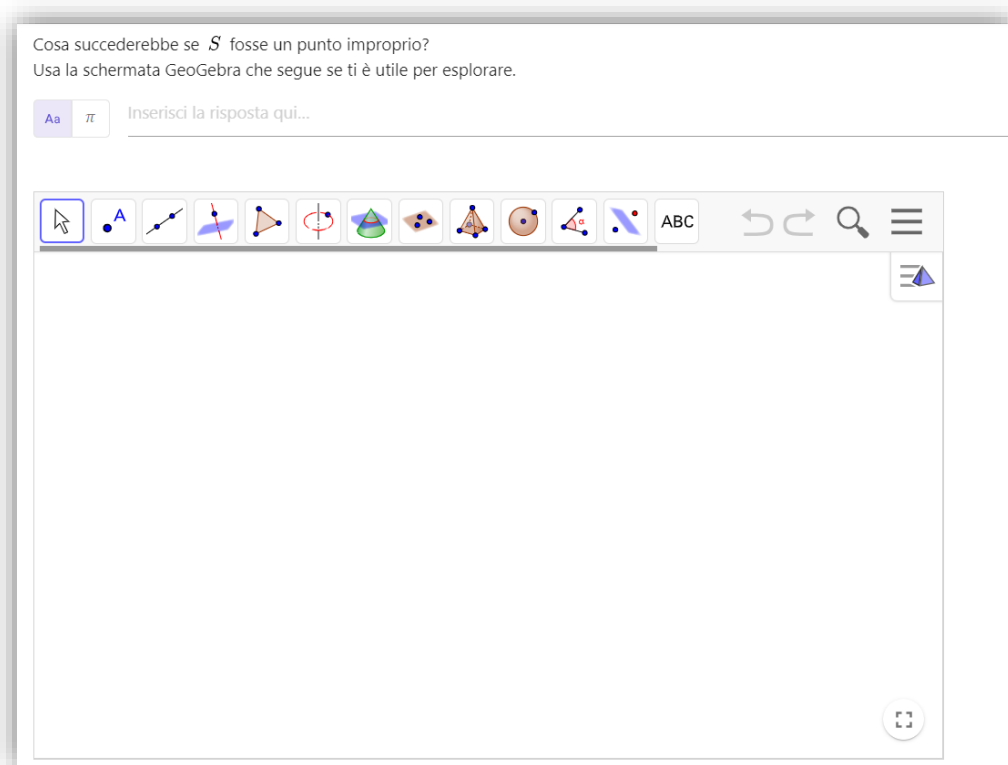 Cosa succederebbe se S fosse un punto improprio?
Usa la schermata GeoGebra che segue se ti è utile per esplorare.
Aa π Inserisci la risposta qui...
A α ABC